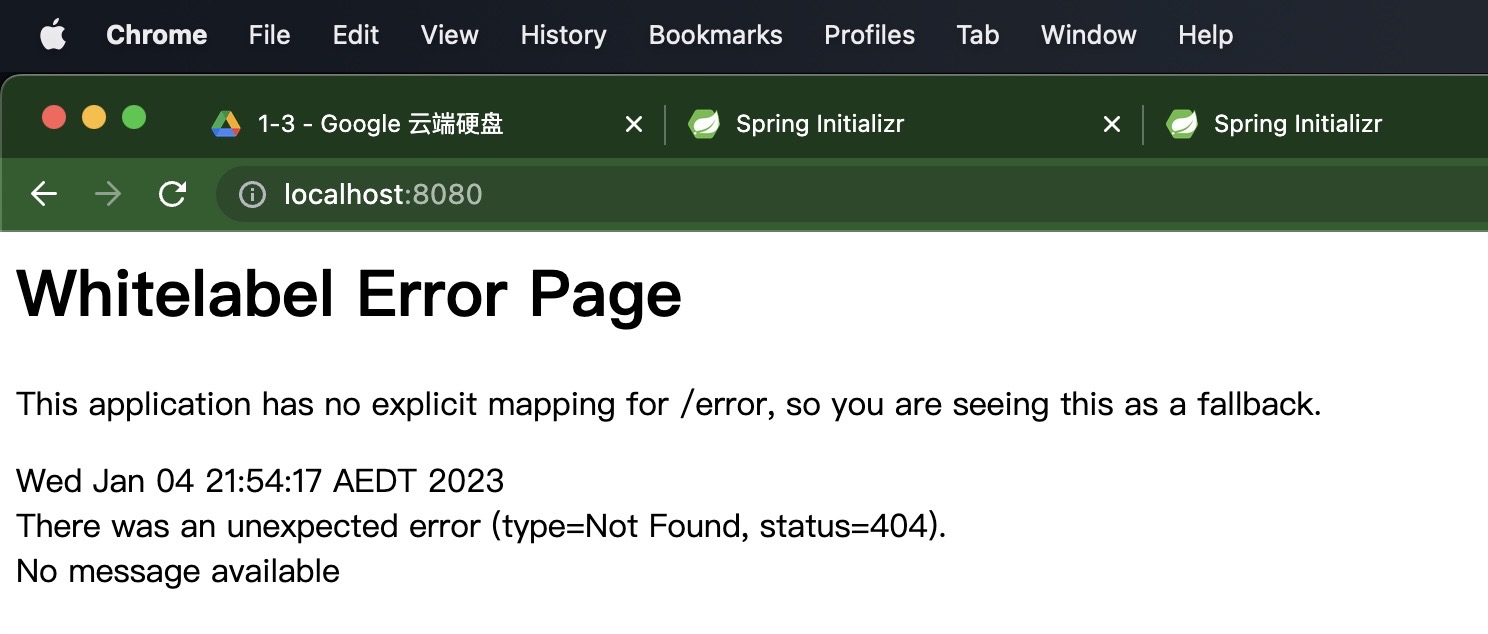 Chrome File Edit View History Bookmarks Profiles Tab Window Help
1-3 - Google 云端硬盘 Spring Initializr Spring Initializr
localhost:8080
Whitelabel Error Page
This application has no explicit mapping for /error, so you are seeing this as a fallback.
Wed Jan 04 21:54:17 AEDT 2023
There was an unexpected error (type=Not Found, status=404).
No message available